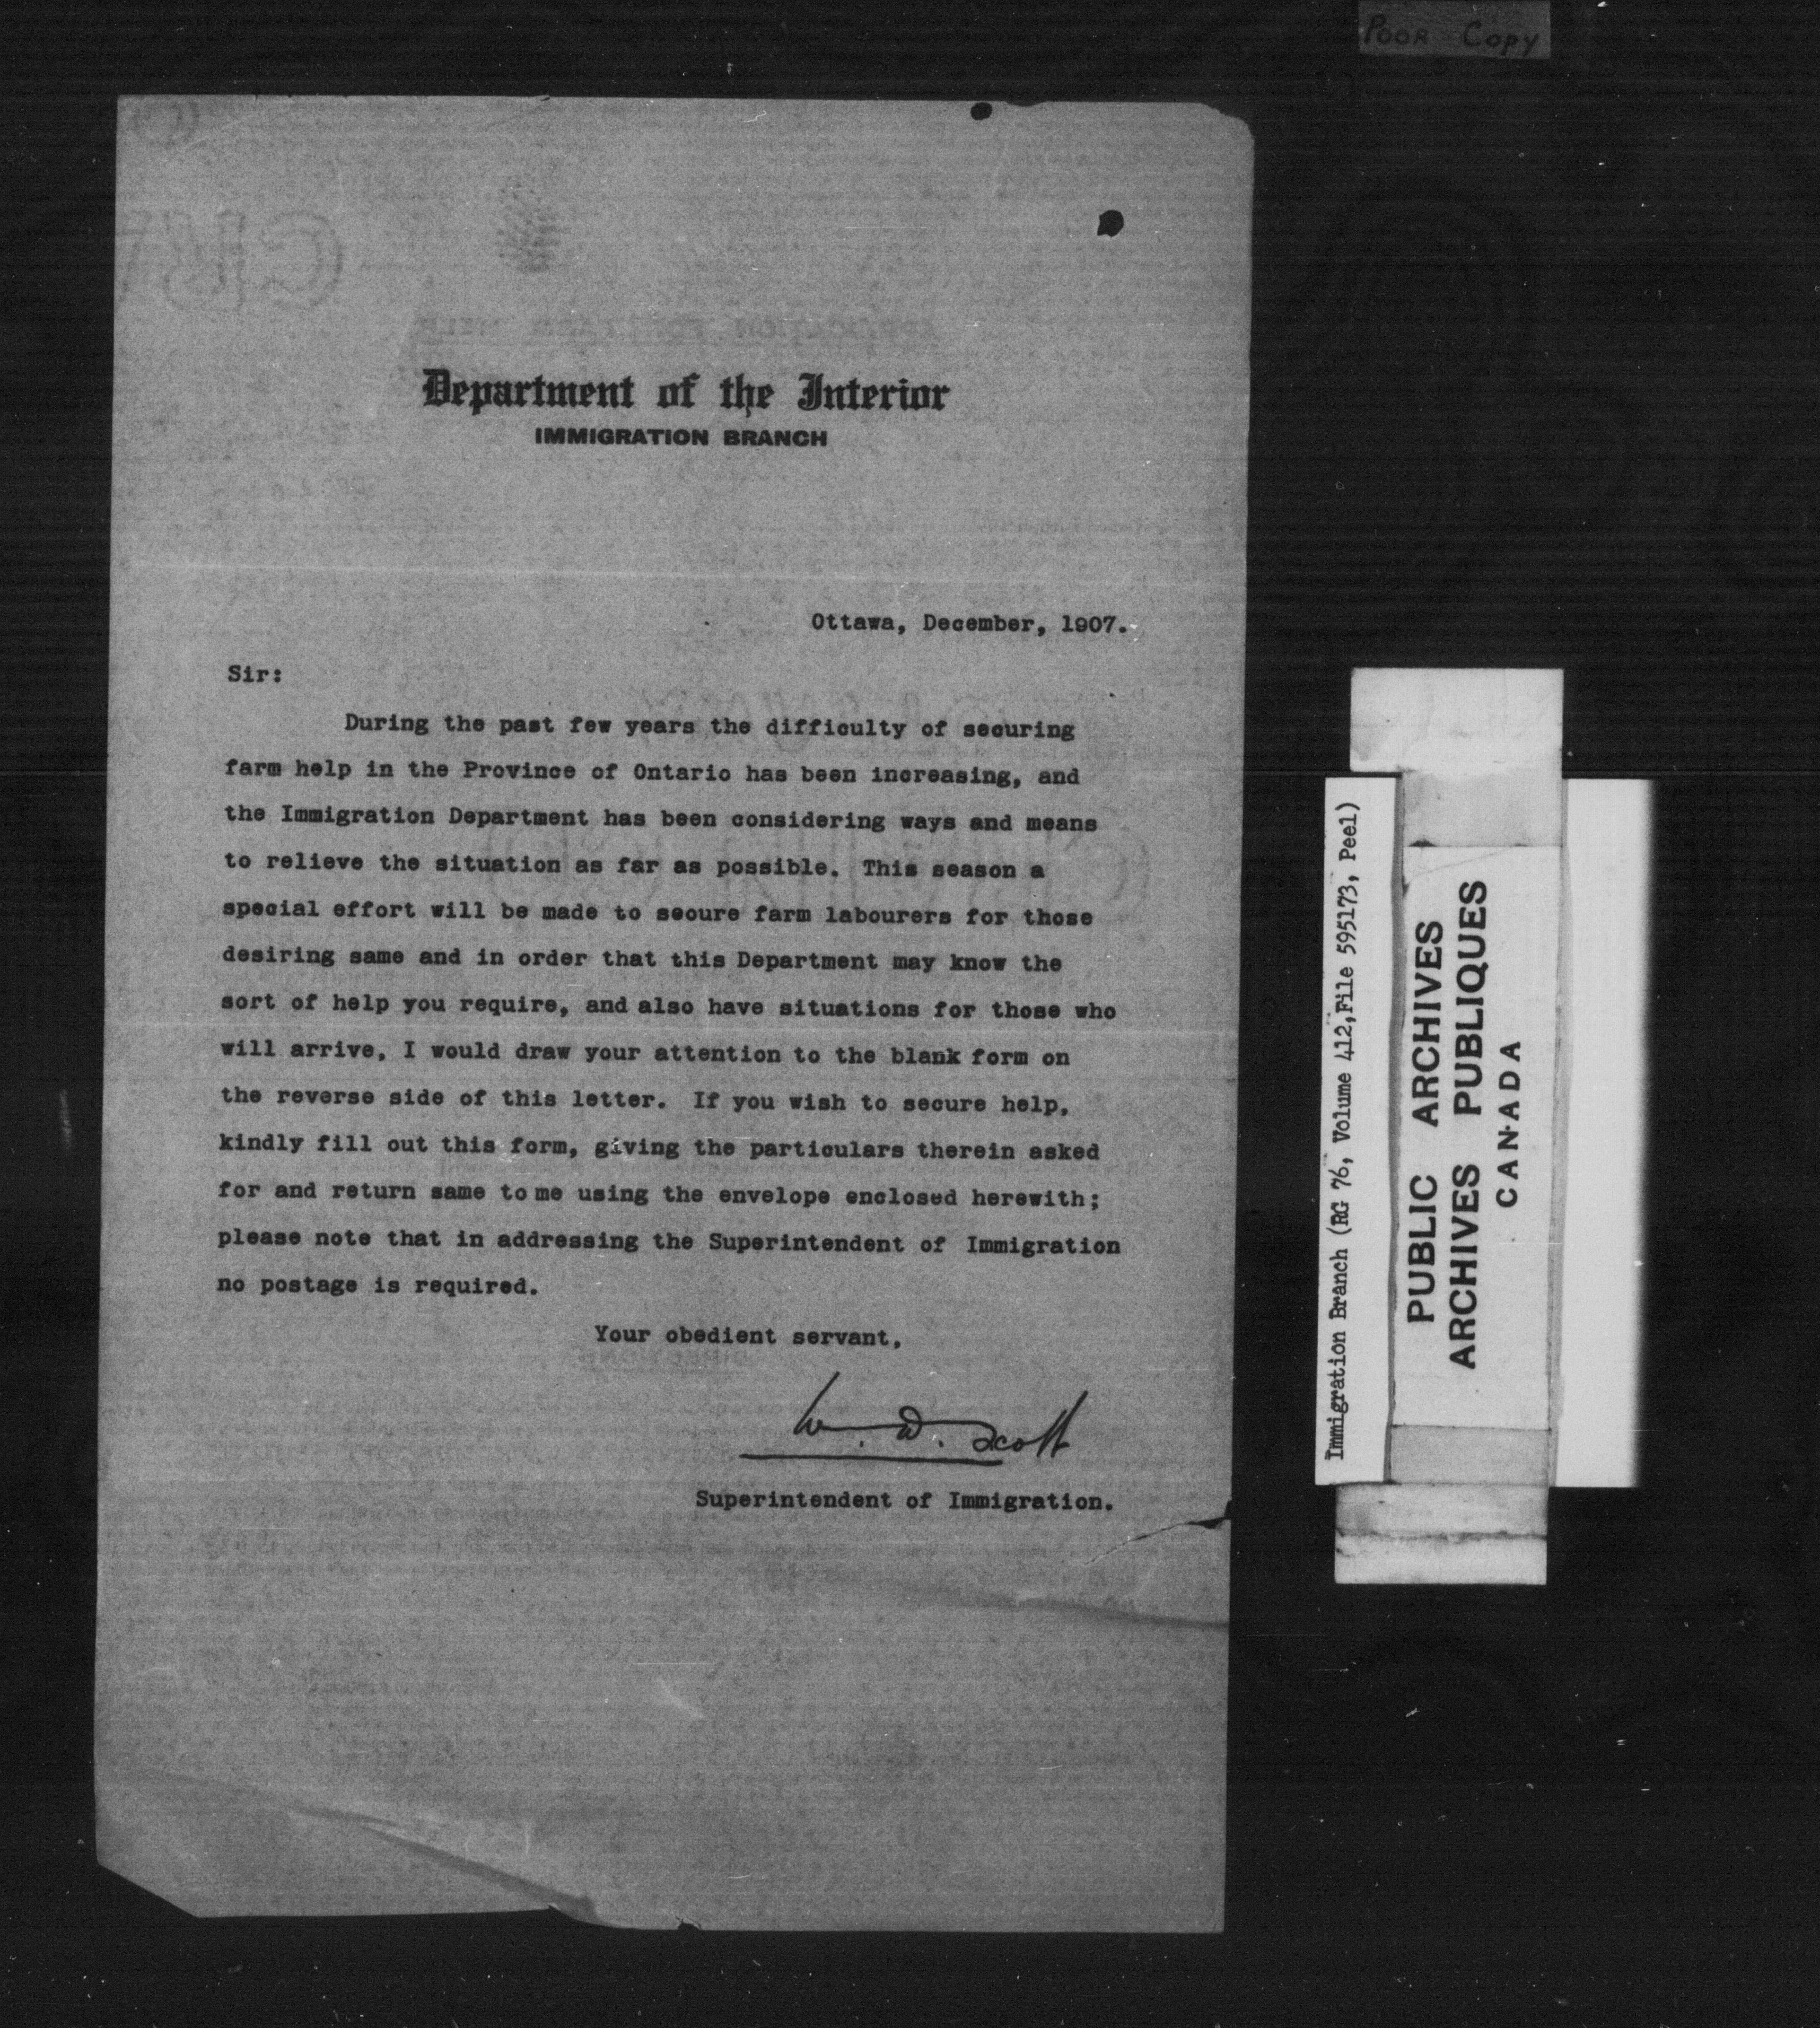 POOR COPY
Department of the Interior
IMMIGRATION BRANCH
Ottawa, December, 1907.
Sir:
During the past few years the difficulty of securing
farm help in the Province of Ontario has been increasing, and
the Immigration Department has been considering ways and means
to relieve the situation as far as possible. This season a
special effort will be made to secure farm labourers for those
desiring same and in order that this Department may know the
sort of help you require, and also have situations for those who
will arrive, I would draw your attention to the blank form on
the reverse side of this letter. If you wish to secure help,
kindly fill out this form, giving the particulars therein asked
for and return same to me using the envelope enclosed herewith;
please note that in addressing the Superintendent of Immigration
no postage is required.
Your obedient servant,
W. D. Scott
Superintendent of Immigration.
Immigration Branch (RG 76, Volume 412, File 595173, Peel)
PUBLIC ARCHIVES
ARCHIVES PUBLIQUES
CANADA